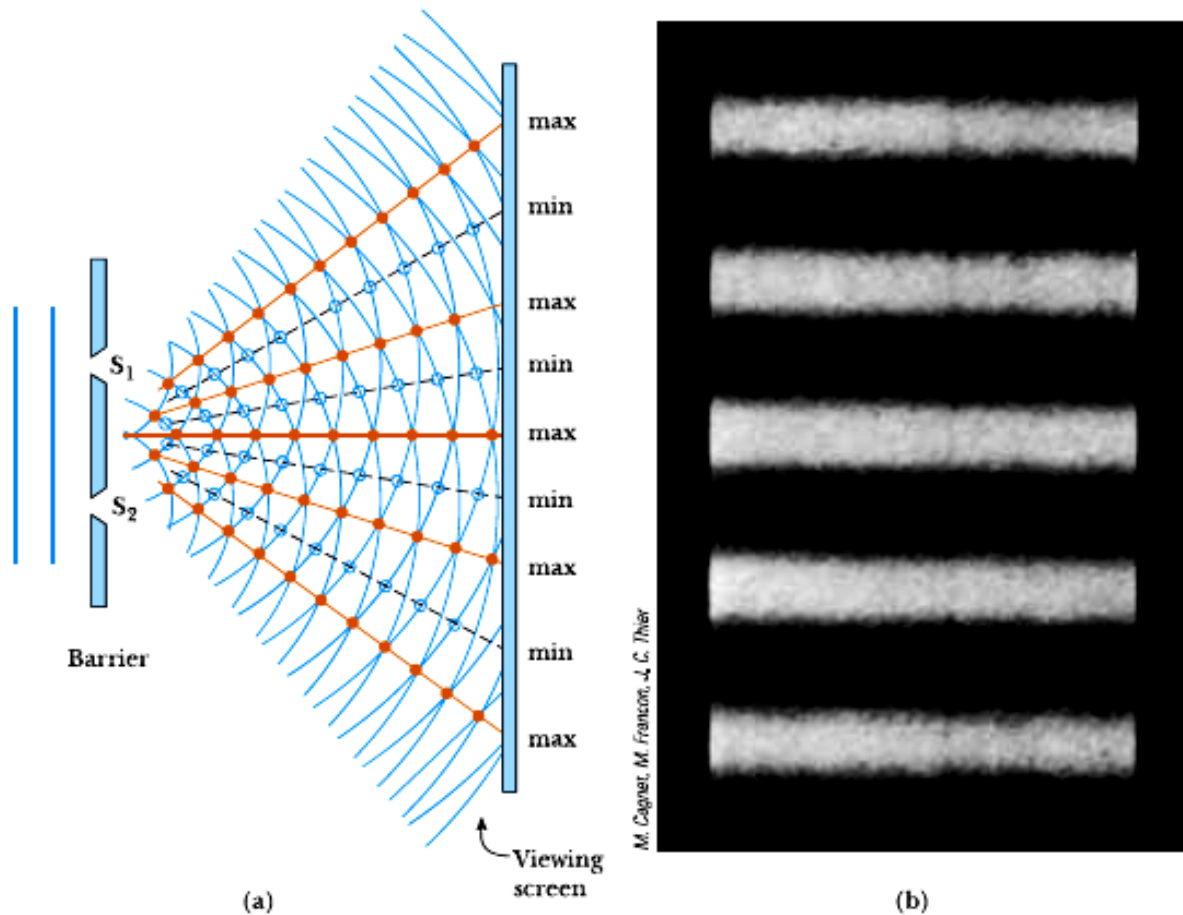 max
min
max
S1
min
max
S2
min
max
Barrier
min
max
Viewing
screen
(a)
M. Cagnet, M. Francon, J. C. Thier
(b)